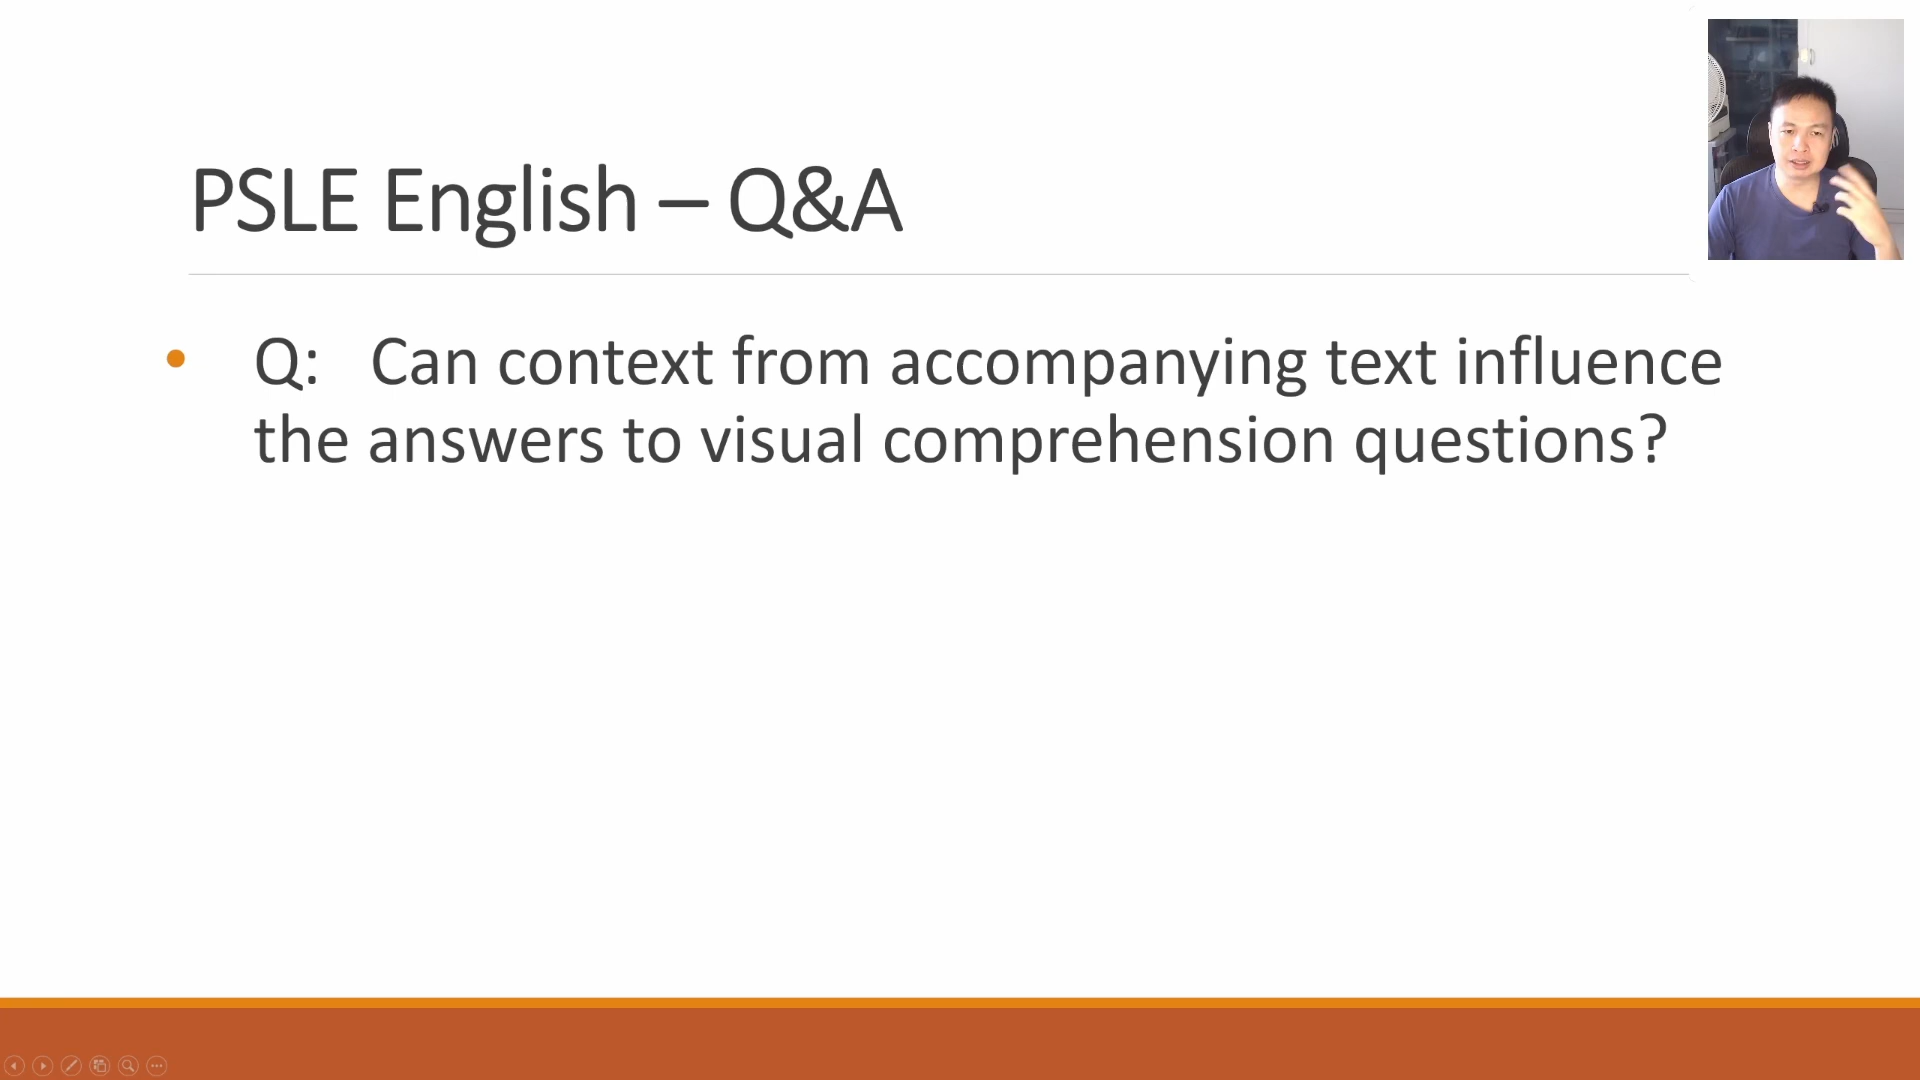 PSLE English – Q&A
• Q: Can context from accompanying text influence
the answers to visual comprehension questions?